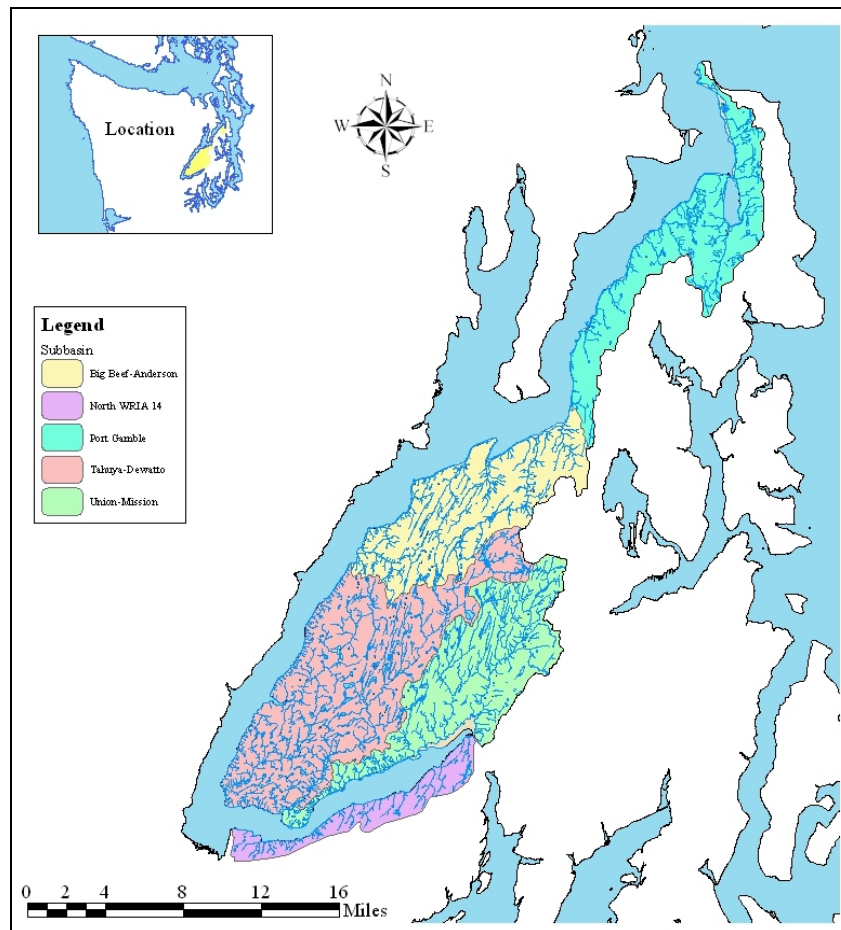 Location
N
W
E
S
Legend
Subbasin
Big Beef-Anderson
North WRIA 14
Port Gamble
Tahuya-Dewatto
Union-Mission
0 2 4 8 12 16
Miles